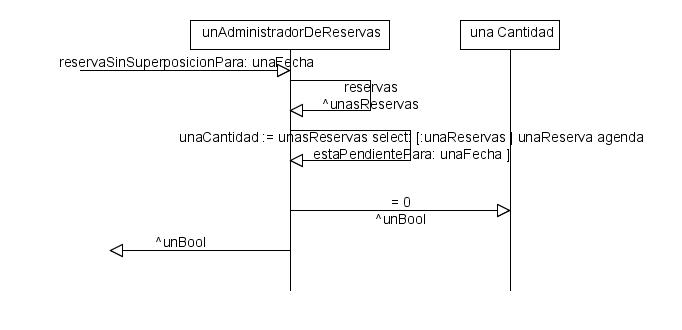 unAdministradorDeReservas
una Cantidad
reservaSinSuperposicionPara: unaFecha
reservas
^unasReservas
unaCantidad := unasReservas select: [:unaReservas | unaReserva agenda
estaPendientePara: unaFecha ]
= 0
^unBool
^unBool